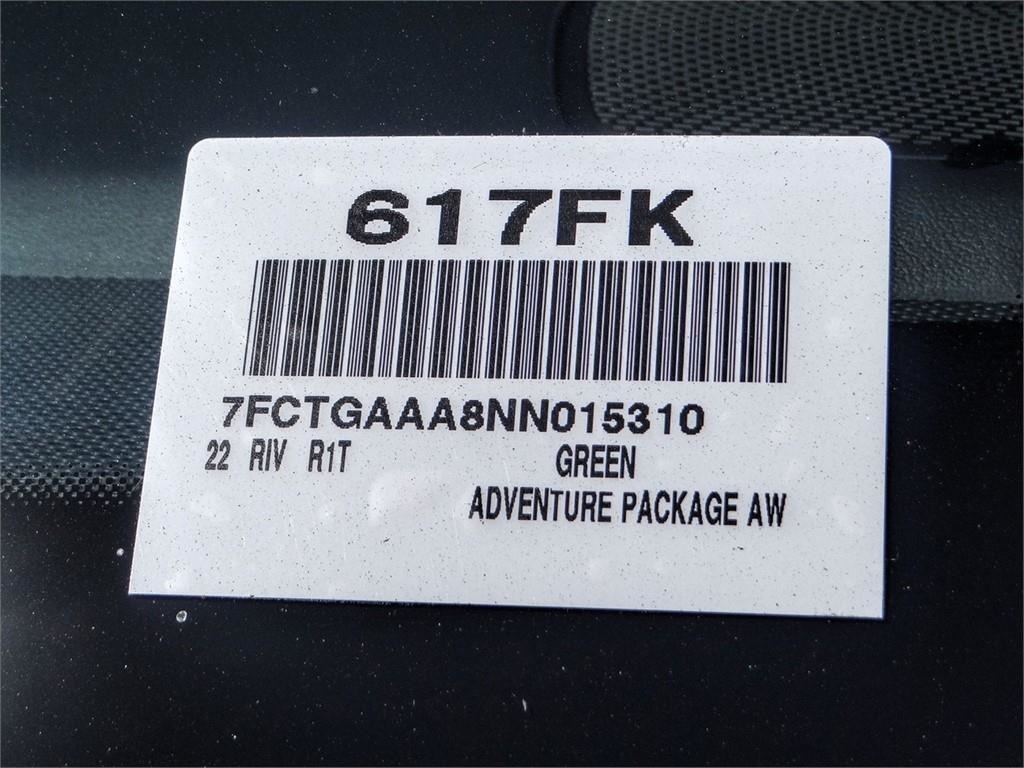 617FK
7FCTGAAA8NN015310
22 RIV R1T GREEN
ADVENTURE PACKAGE AW